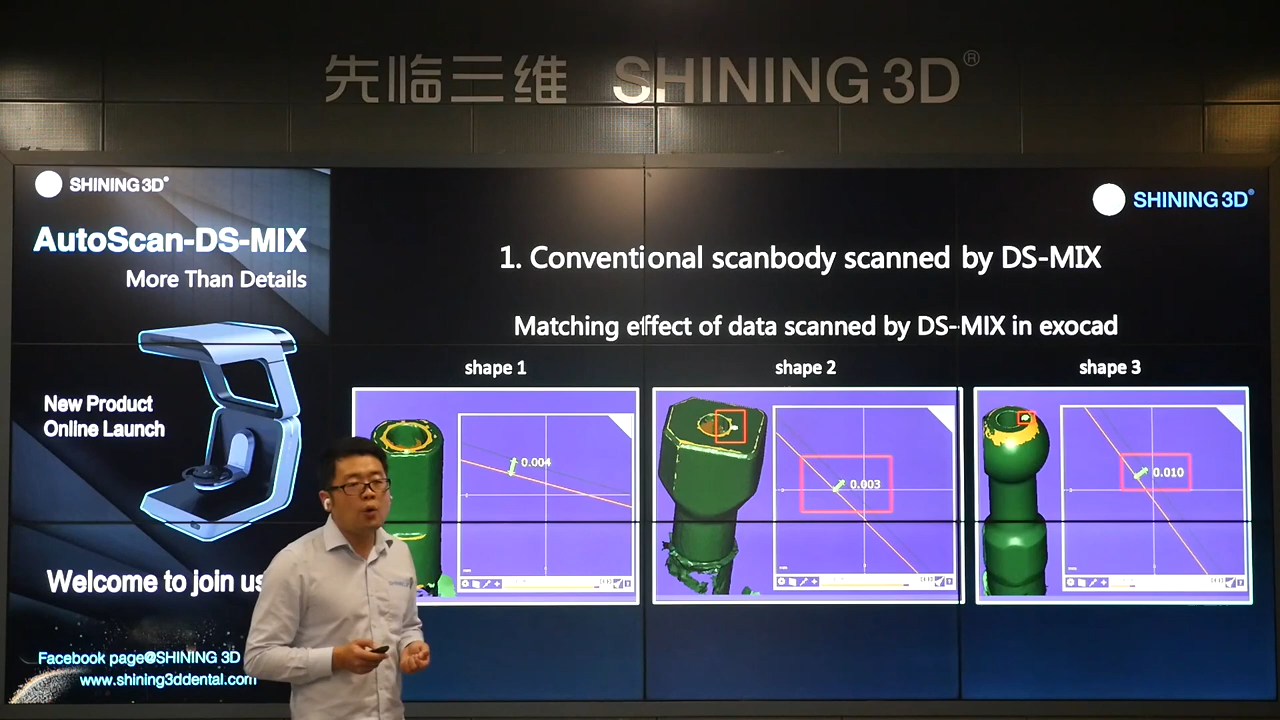 先临三维 SHINING 3D®
SHINING 3D®
AutoScan-DS-MIX
More Than Details
New Product
Online Launch
Welcome to join us
Facebook page@SHINING 3D
www.shining3ddental.com
SHINING 3D®
1. Conventional scanbody scanned by DS-MIX
Matching effect of data scanned by DS-MIX in exocad
shape 1
shape 2
shape 3
0.004
0.003
0.010